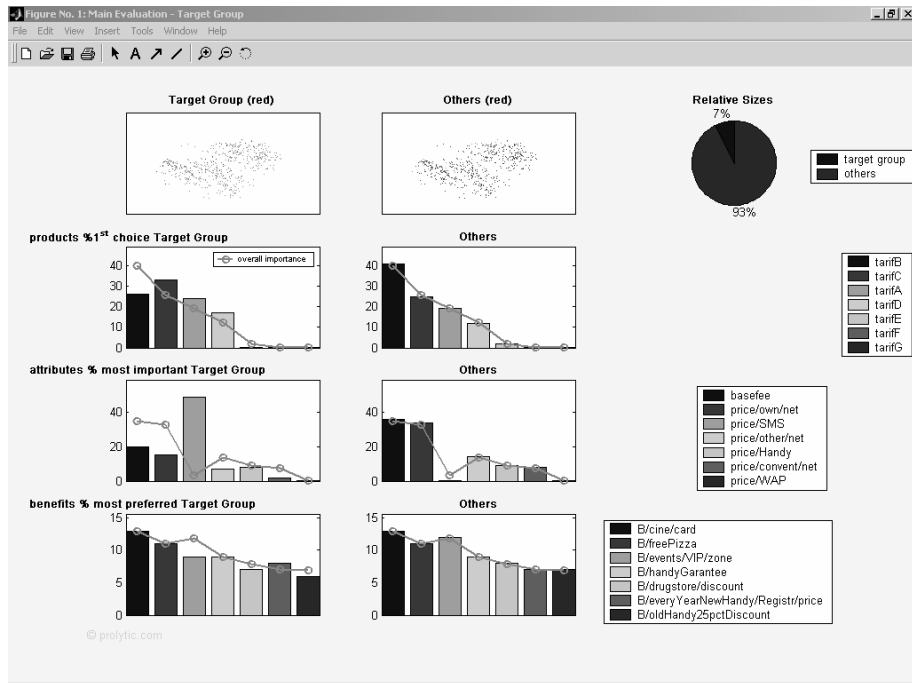 Figure No. 1: Main Evaluation - Target Group
File Edit View Insert Tools Window Help
Target Group (red)
Others (red)
Relative Sizes
7%
93%
target group
others
products %1st choice Target Group
Others
overall importance
40
30
20
10
0
40
30
20
10
0
tarifB
tarifC
tarifA
tarifD
tarifE
tarifF
tarifG
attributes % most important Target Group
Others
40
20
0
40
20
0
basefee
price/own/net
price/SMS
price/other/net
price/Handy
price/convent/net
price/WAP
benefits % most preferred Target Group
Others
15
10
5
0
15
10
5
0
B/cine/card
B/freePizza
B/events/VIP/zone
B/handyGarantee
B/drugstore/discount
B/everyYearNewHandy/Registr/price
B/oldHandy25pctDiscount
© prolytic.com